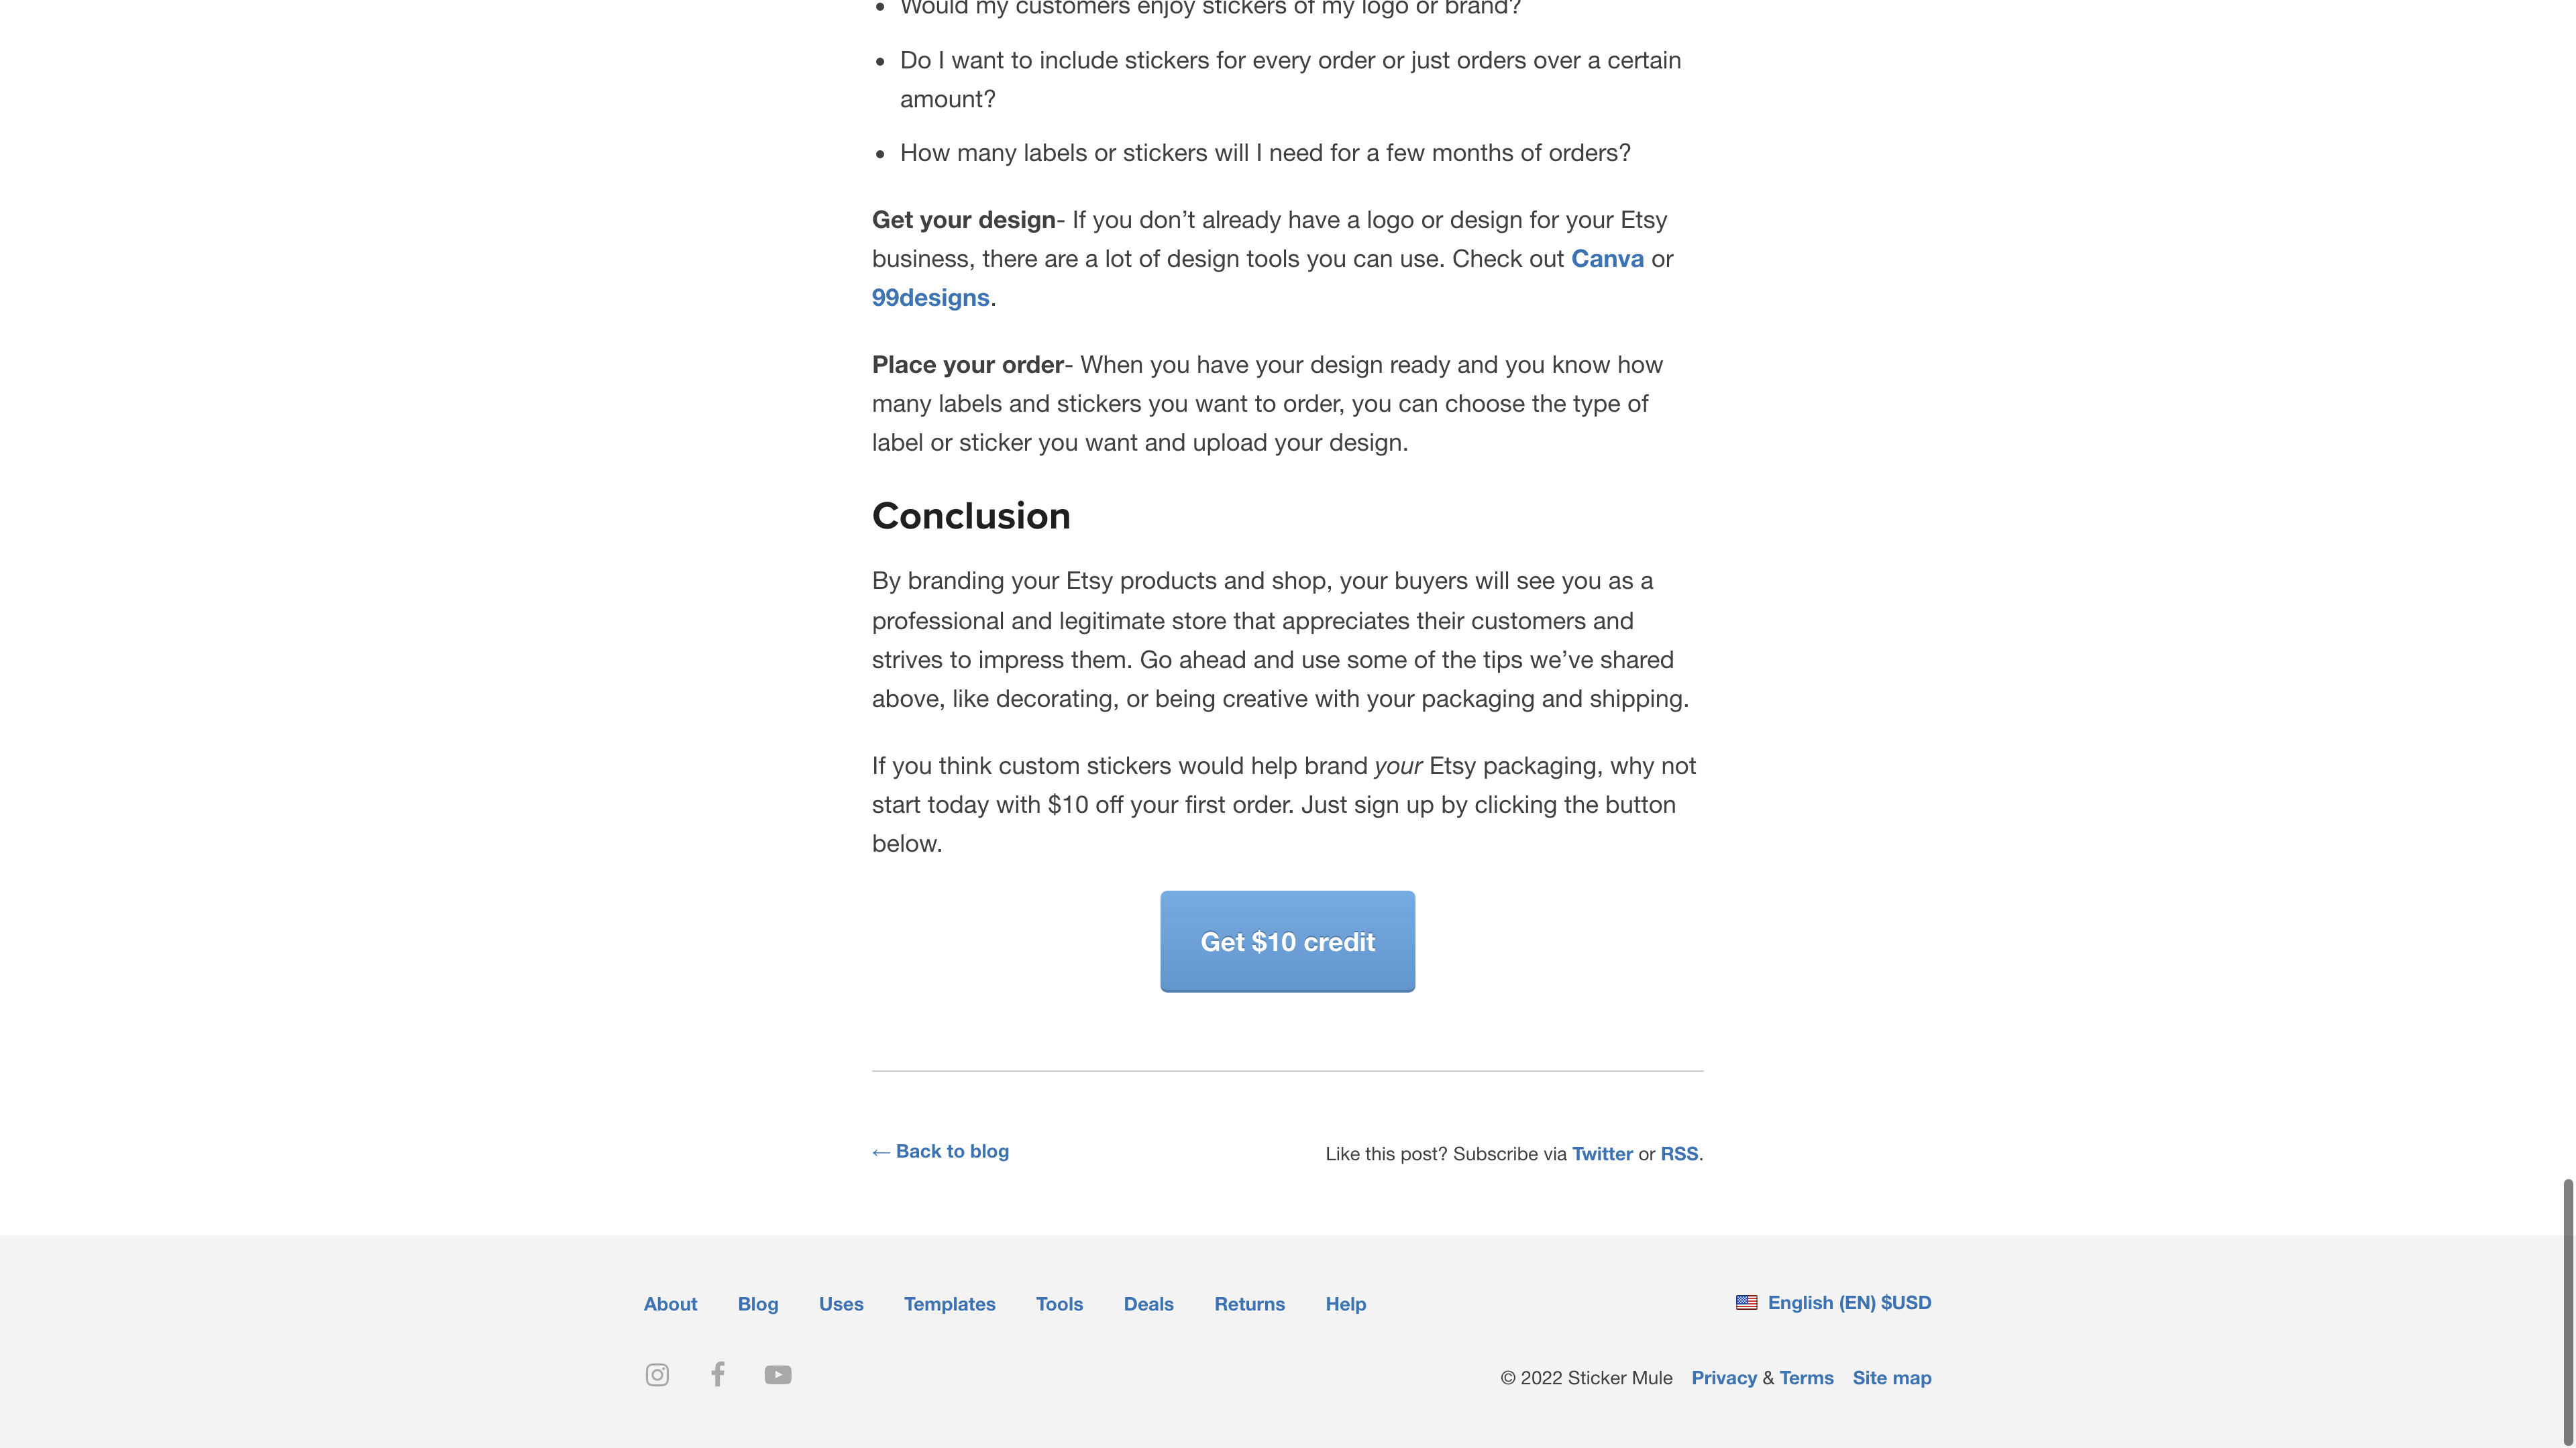 Would my customers enjoy stickers of my logo or brand?
Do I want to include stickers for every order or just orders over a certain
amount?
How many labels or stickers will I need for a few months of orders?
Get your design- If you don’t already have a logo or design for your Etsy
business, there are a lot of design tools you can use. Check out Canva or
99designs.
Place your order- When you have your design ready and you know how
many labels and stickers you want to order, you can choose the type of
label or sticker you want and upload your design.
Conclusion
By branding your Etsy products and shop, your buyers will see you as a
professional and legitimate store that appreciates their customers and
strives to impress them. Go ahead and use some of the tips we’ve shared
above, like decorating, or being creative with your packaging and shipping.
If you think custom stickers would help brand your Etsy packaging, why not
start today with $10 off your first order. Just sign up by clicking the button
below.
Get $10 credit
← Back to blog
Like this post? Subscribe via Twitter or RSS.
About Blog Uses Templates Tools Deals Returns Help
English (EN) $USD
© 2022 Sticker Mule Privacy & Terms Site map